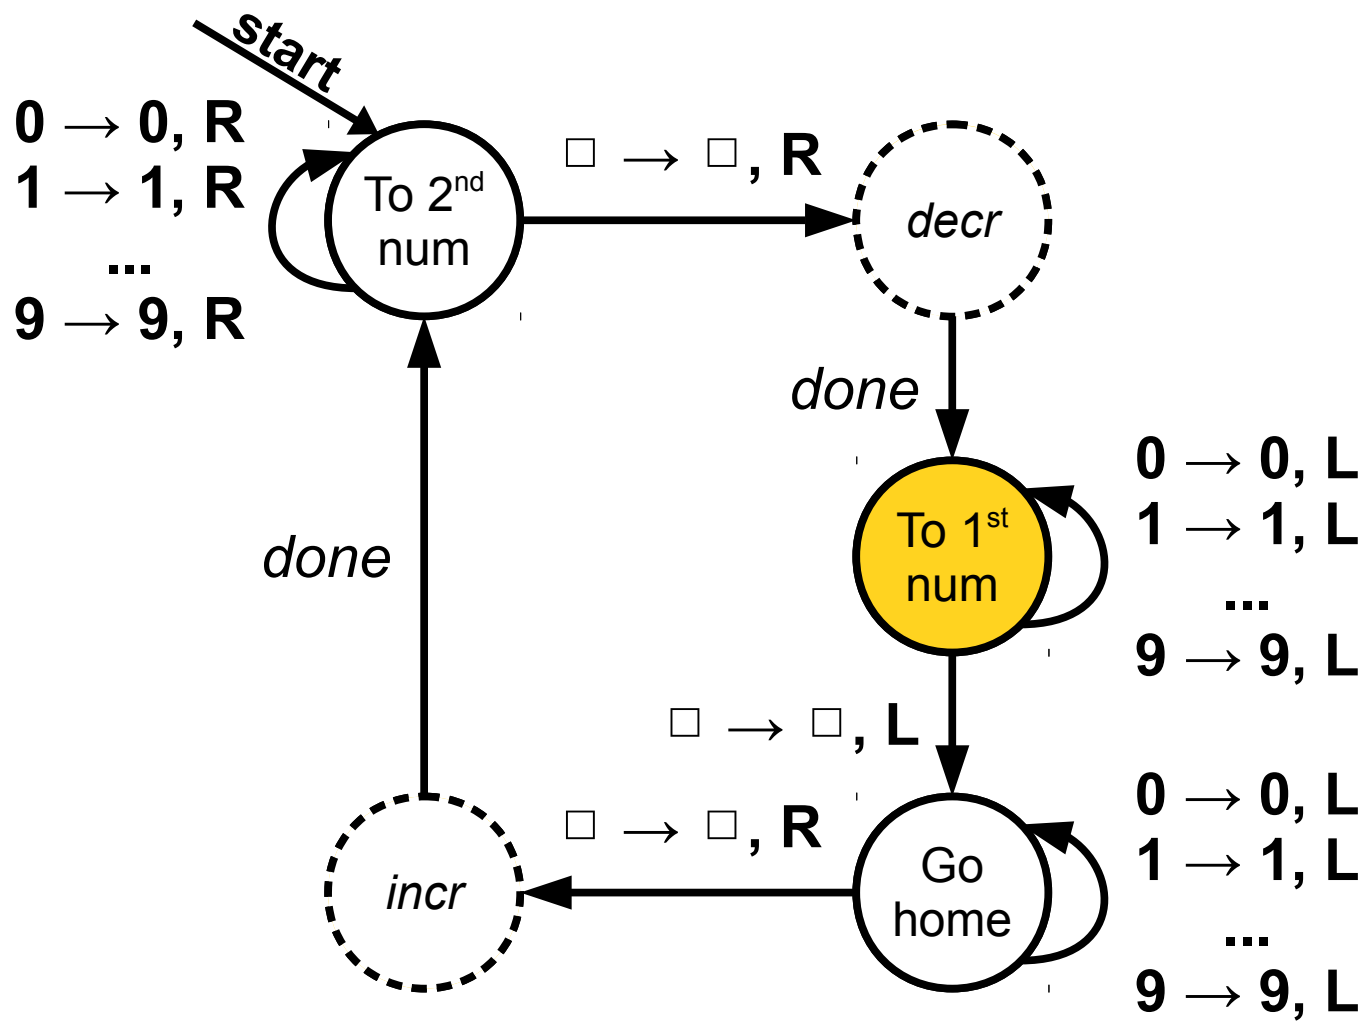 start
0 → 0, R
1 → 1, R
...
9 → 9, R
To 2nd
num
□ → □, R
decr
done
To 1st
num
0 → 0, L
1 → 1, L
...
9 → 9, L
done
□ → □, L
Go
home
0 → 0, L
1 → 1, L
...
9 → 9, L
□ → □, R
incr